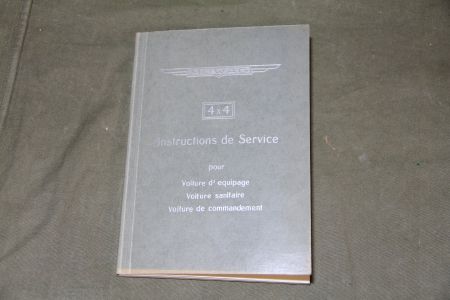 4x4
Instructions de Service
pour
Voiture d'equipage
Voiture sanitaire
Voiture de commandement